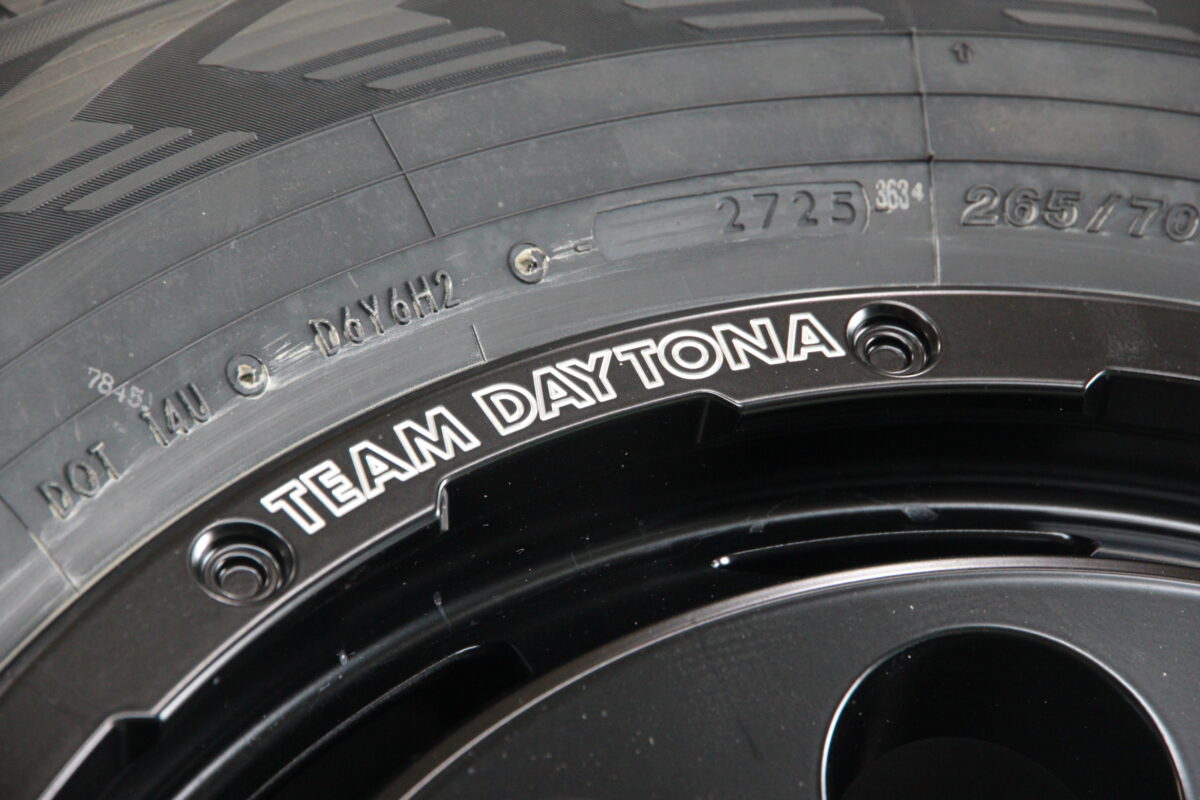 DOT 14U D6Y6H2 2725 3634 265/70
7845
TEAM DAYTONA